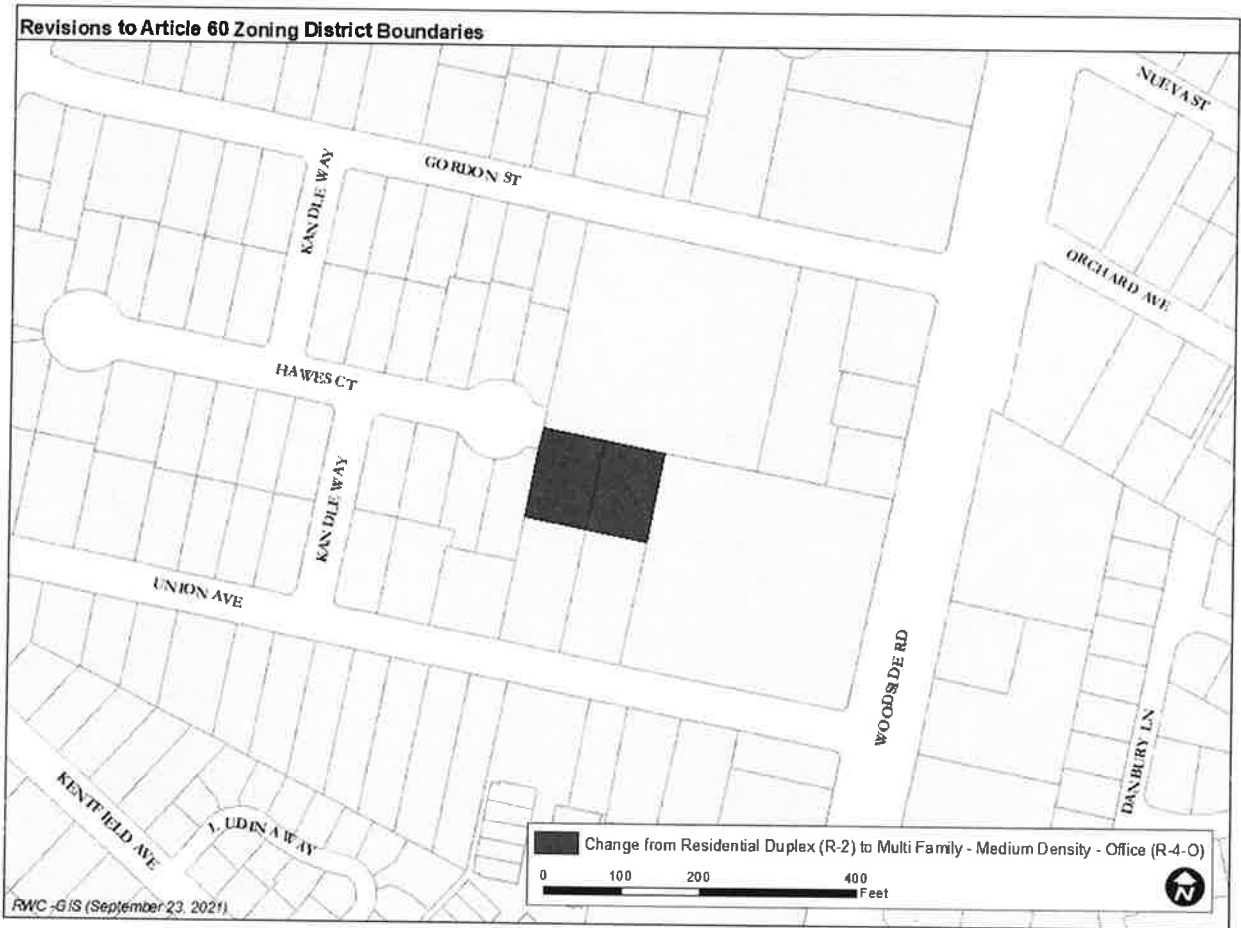 Revisions to Article 60 Zoning District Boundaries
NUEVA ST
GORDON ST
KANDLE WAY
ORCHARD AVE
HAWES CT
KANDLE WAY
UNION AVE
WOODSIDE RD
DANBURY LN
KENTFIELD AVE
LUDINA WAY
Change from Residential Duplex (R-2) to Multi Family - Medium Density - Office (R-4-O)
0 100 200 400
Feet
N
RWC -GIS (September 23, 2021)